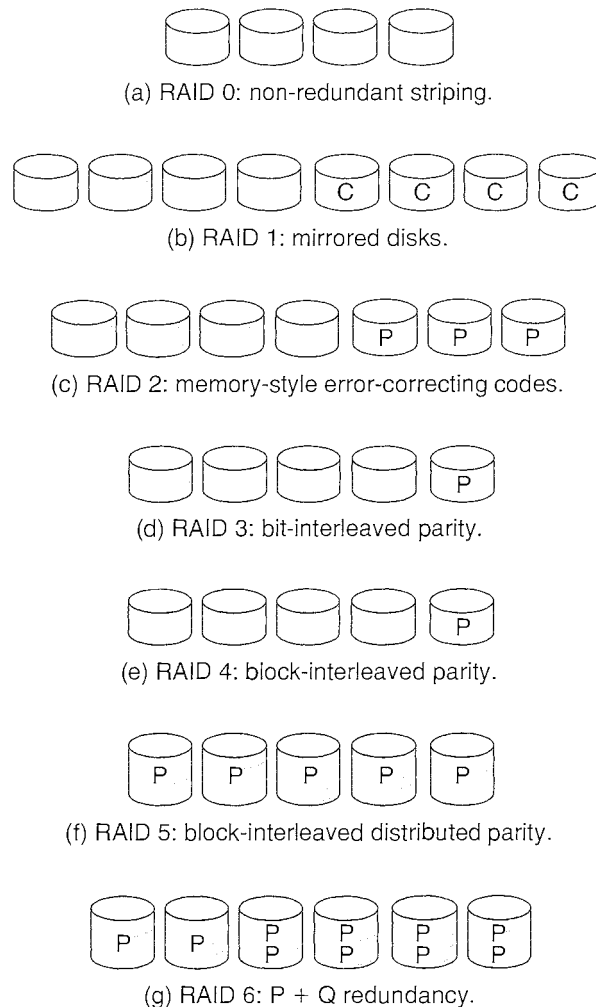 (a) RAID 0: non-redundant striping.
C C C C
(b) RAID 1: mirrored disks.
P P P
(c) RAID 2: memory-style error-correcting codes.
P
(d) RAID 3: bit-interleaved parity.
P
(e) RAID 4: block-interleaved parity.
P P P P P
(f) RAID 5: block-interleaved distributed parity.
P P P P P P
P P P P
(g) RAID 6: P + Q redundancy.